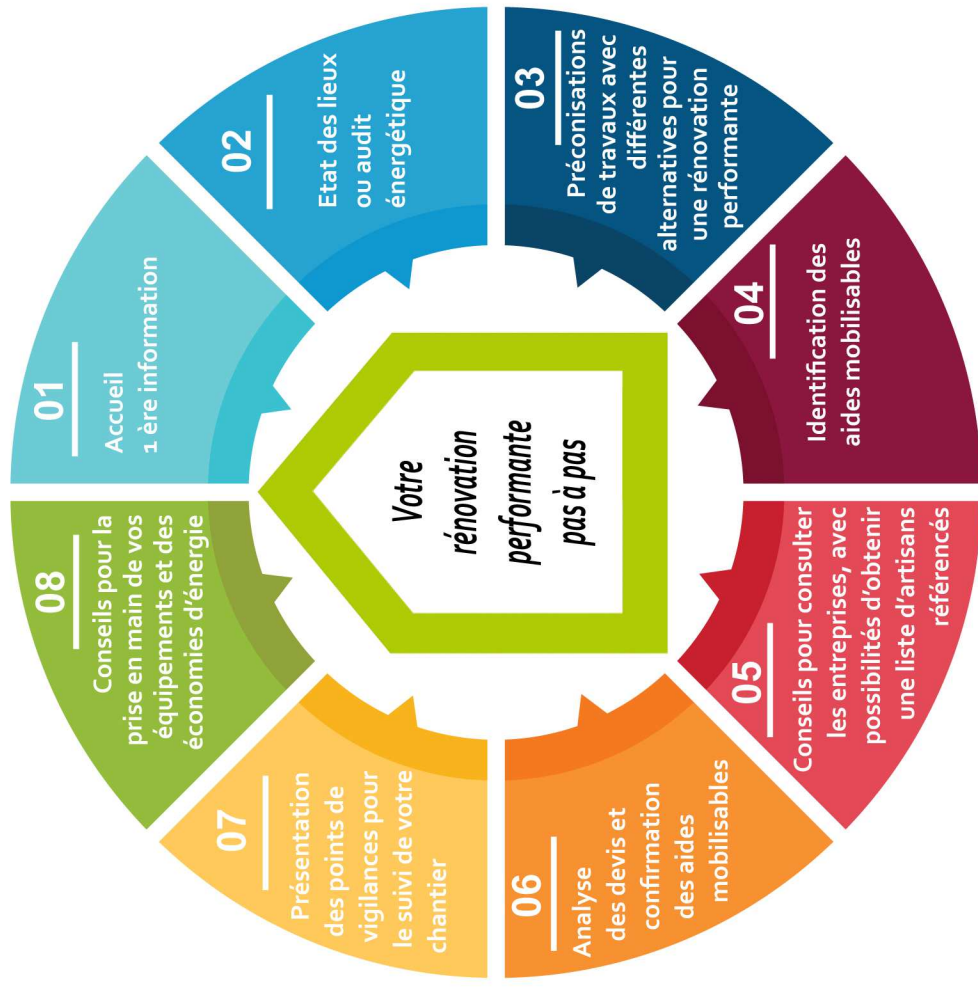 Votre
rénovation
performante
pas à pas
01
Accueil
1 ère information
02
Etat des lieux
ou audit
énergétique
03
Préconisations
de travaux avec
différentes
alternatives pour
une rénovation
performante
04
Identification des
aides mobilisables
05
Conseils pour consulter
les entreprises, avec
possibilités d'obtenir
une liste d'artisans
référencés
06
Analyse
des devis et
confirmation
des aides
mobilisables
07
Présentation
des points de
vigilances pour
le suivi de votre
chantier
08
Conseils pour la
prise en main de vos
équipements et des
économies d'énergie